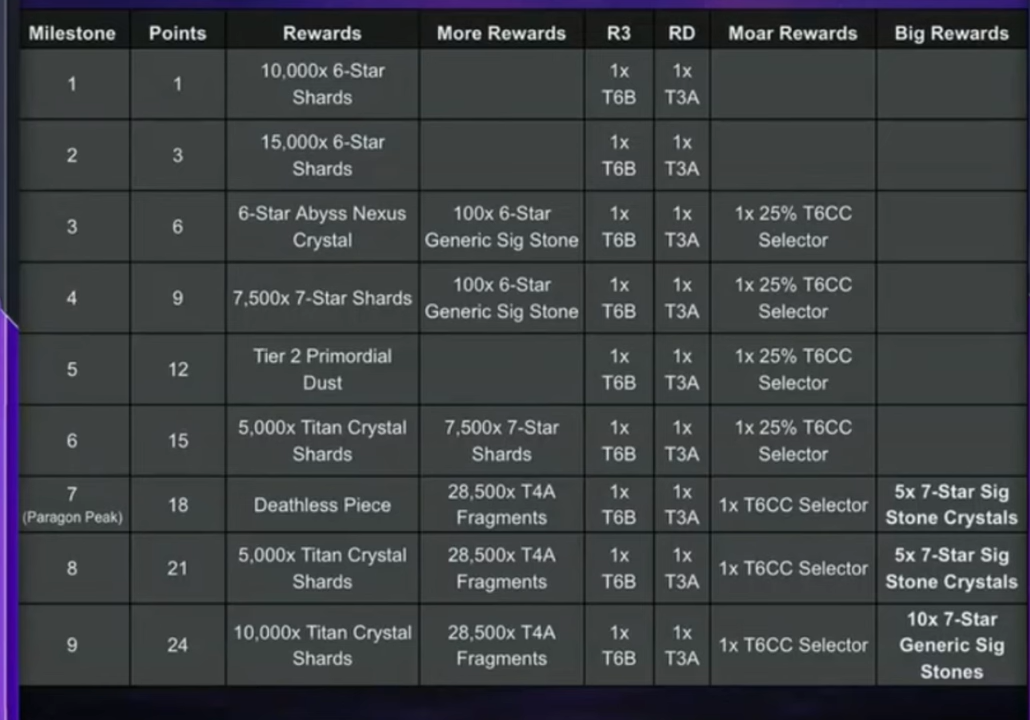 Milestone Points Rewards More Rewards R3 RD Moar Rewards Big Rewards
1 1 10,000x 6-Star Shards 1x T6B 1x T3A
2 3 15,000x 6-Star Shards 1x T6B 1x T3A
3 6 6-Star Abyss Nexus Crystal 100x 6-Star Generic Sig Stone 1x T6B 1x T3A 1x 25% T6CC Selector
4 9 7,500x 7-Star Shards 100x 6-Star Generic Sig Stone 1x T6B 1x T3A 1x 25% T6CC Selector
5 12 Tier 2 Primordial Dust 1x T6B 1x T3A 1x 25% T6CC Selector
6 15 5,000x Titan Crystal Shards 7,500x 7-Star Shards 1x T6B 1x T3A 1x 25% T6CC Selector
7 (Paragon Peak) 18 Deathless Piece 28,500x T4A Fragments 1x T6B 1x T3A 1x T6CC Selector 5x 7-Star Sig Stone Crystals
8 21 5,000x Titan Crystal Shards 28,500x T4A Fragments 1x T6B 1x T3A 1x T6CC Selector 5x 7-Star Sig Stone Crystals
9 24 10,000x Titan Crystal Shards 28,500x T4A Fragments 1x T6B 1x T3A 1x T6CC Selector 10x 7-Star Generic Sig Stones